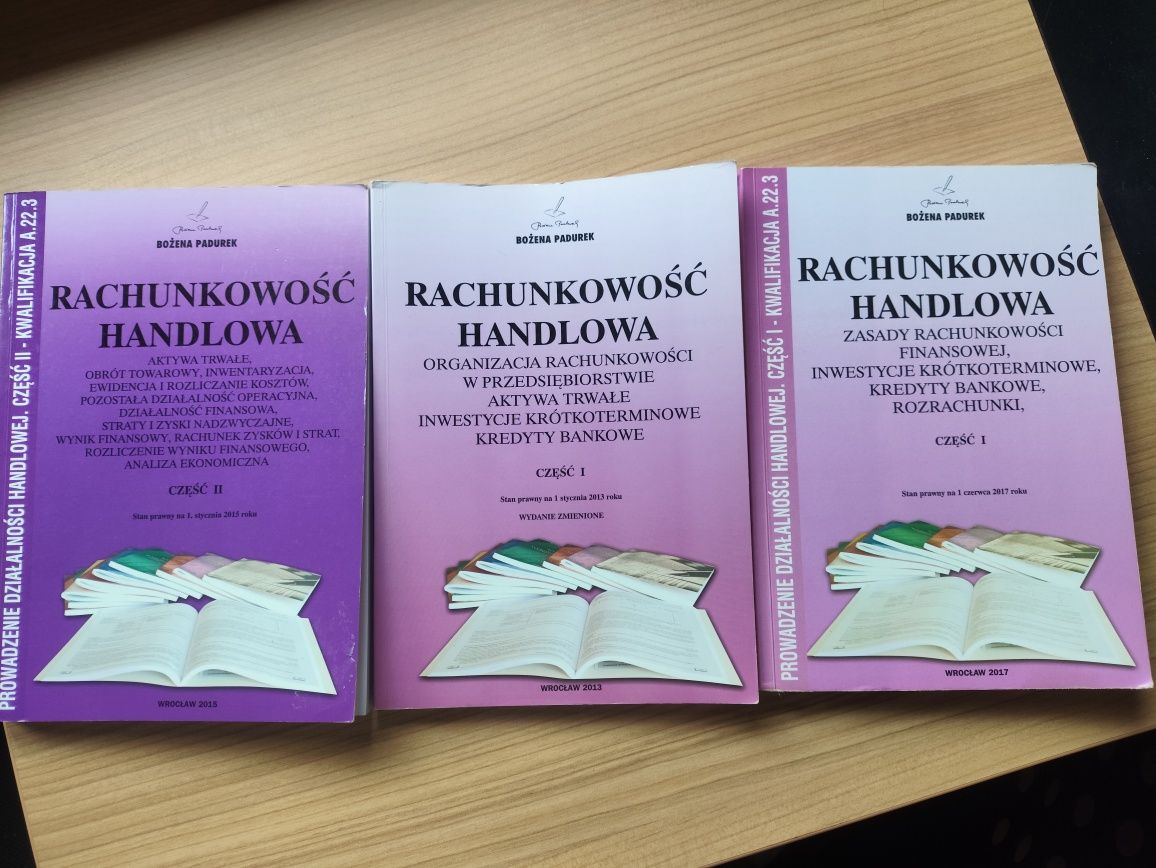 PROWADZENIE DZIAŁALNOŚCI HANDLOWEJ. CZĘŚĆ II - KWALIFIKACJA A.22.3
BOŻENA PADUREK
RACHUNKOWOŚĆ
HANDLOWA
AKTYWA TRWAŁE,
OBRÓT TOWAROWY, INWENTARYZACJA,
EWIDENCJA I ROZLICZANIE KOSZTÓW,
POZOSTAŁA DZIAŁALNOŚĆ OPERACYJNA,
DZIAŁALNOŚĆ FINANSOWA,
STRATY I ZYSKI NADZWYCZAJNE,
WYNIK FINANSOWY, RACHUNEK ZYSKÓW I STRAT,
ROZLICZENIE WYNIKU FINANSOWEGO,
ANALIZA EKONOMICZNA
CZĘŚĆ II
Stan prawny na 1. stycznia 2015 roku
WROCŁAW 2015
BOŻENA PADUREK
RACHUNKOWOŚĆ
HANDLOWA
ORGANIZACJA RACHUNKOWOŚCI
W PRZEDSIĘBIORSTWIE
AKTYWA TRWAŁE
INWESTYCJE KRÓTKOTERMINOWE
KREDYTY BANKOWE
CZĘŚĆ I
Stan prawny na 1 stycznia 2013 roku
WYDANIE ZMIENIONE
WROCŁAW 2013
PROWADZENIE DZIAŁALNOŚCI HANDLOWEJ. CZĘŚĆ I - KWALIFIKACJA A.22.3
BOŻENA PADUREK
RACHUNKOWOŚĆ
HANDLOWA
ZASADY RACHUNKOWOŚCI
FINANSOWEJ,
INWESTYCJE KRÓTKOTERMINOWE,
KREDYTY BANKOWE,
ROZRACHUNKI,
CZĘŚĆ I
Stan prawny na 1 czerwca 2017 roku
WROCŁAW 2017